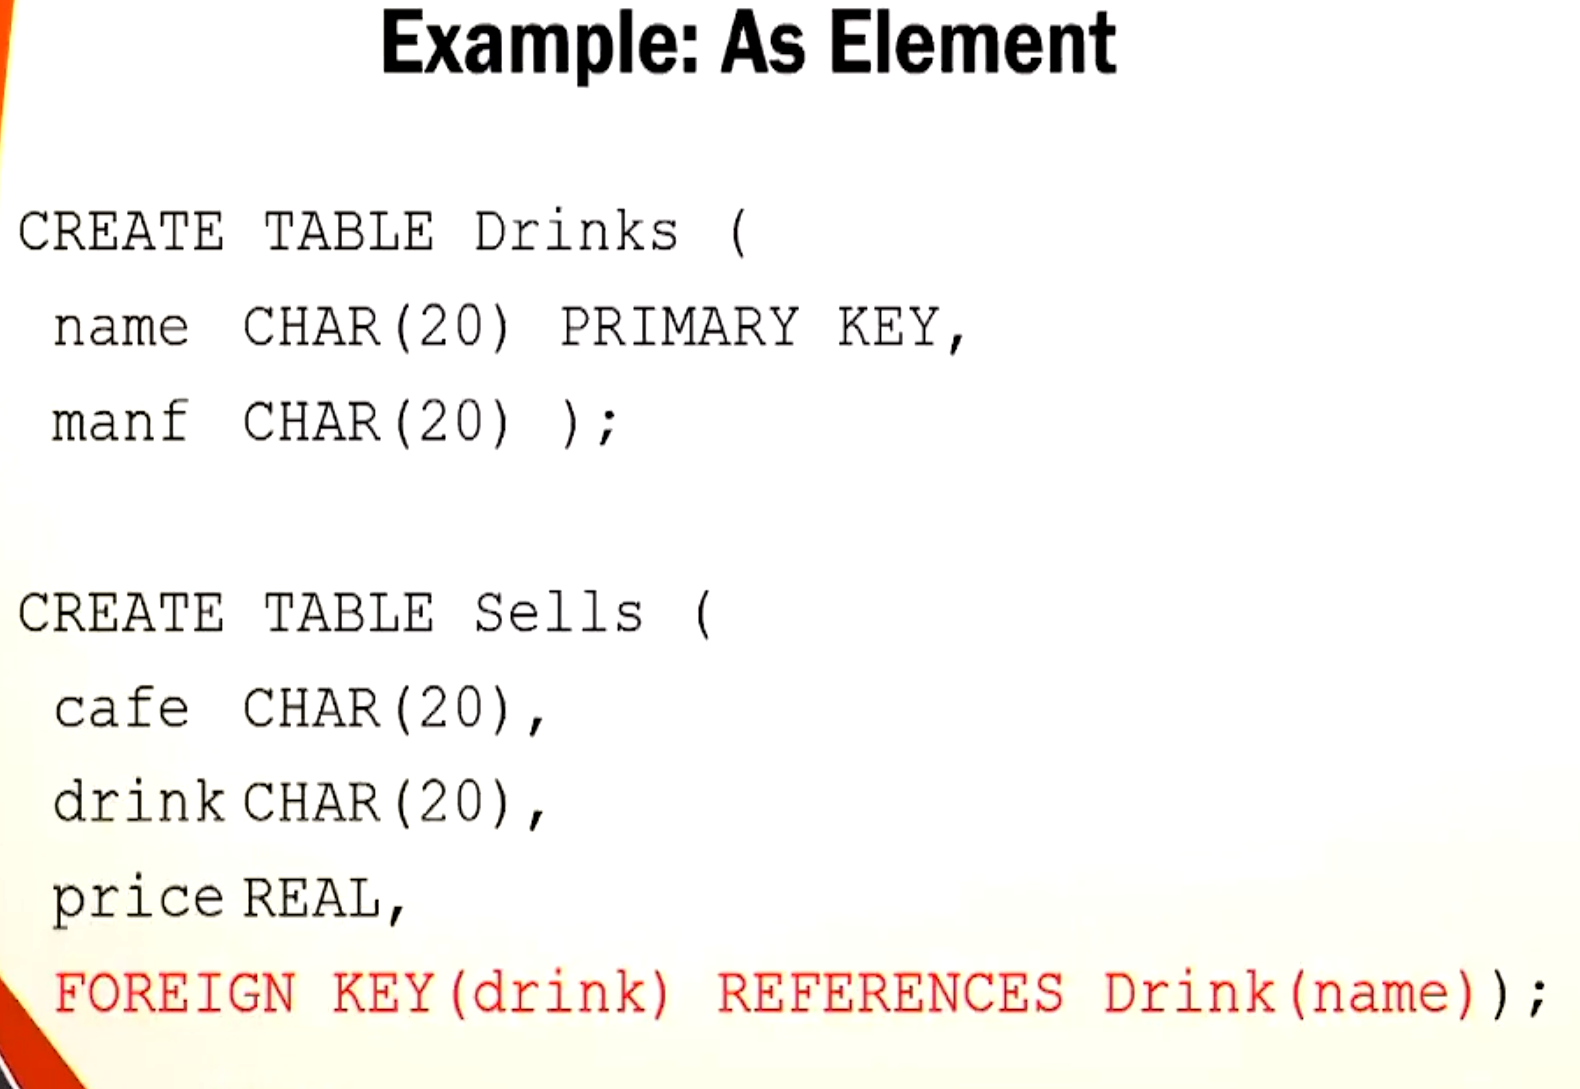 Example: As Element
CREATE TABLE Drinks (
name CHAR(20) PRIMARY KEY,
manf CHAR(20) );
CREATE TABLE Sells (
cafe CHAR(20),
drink CHAR(20),
price REAL,
FOREIGN KEY(drink) REFERENCES Drink(name));